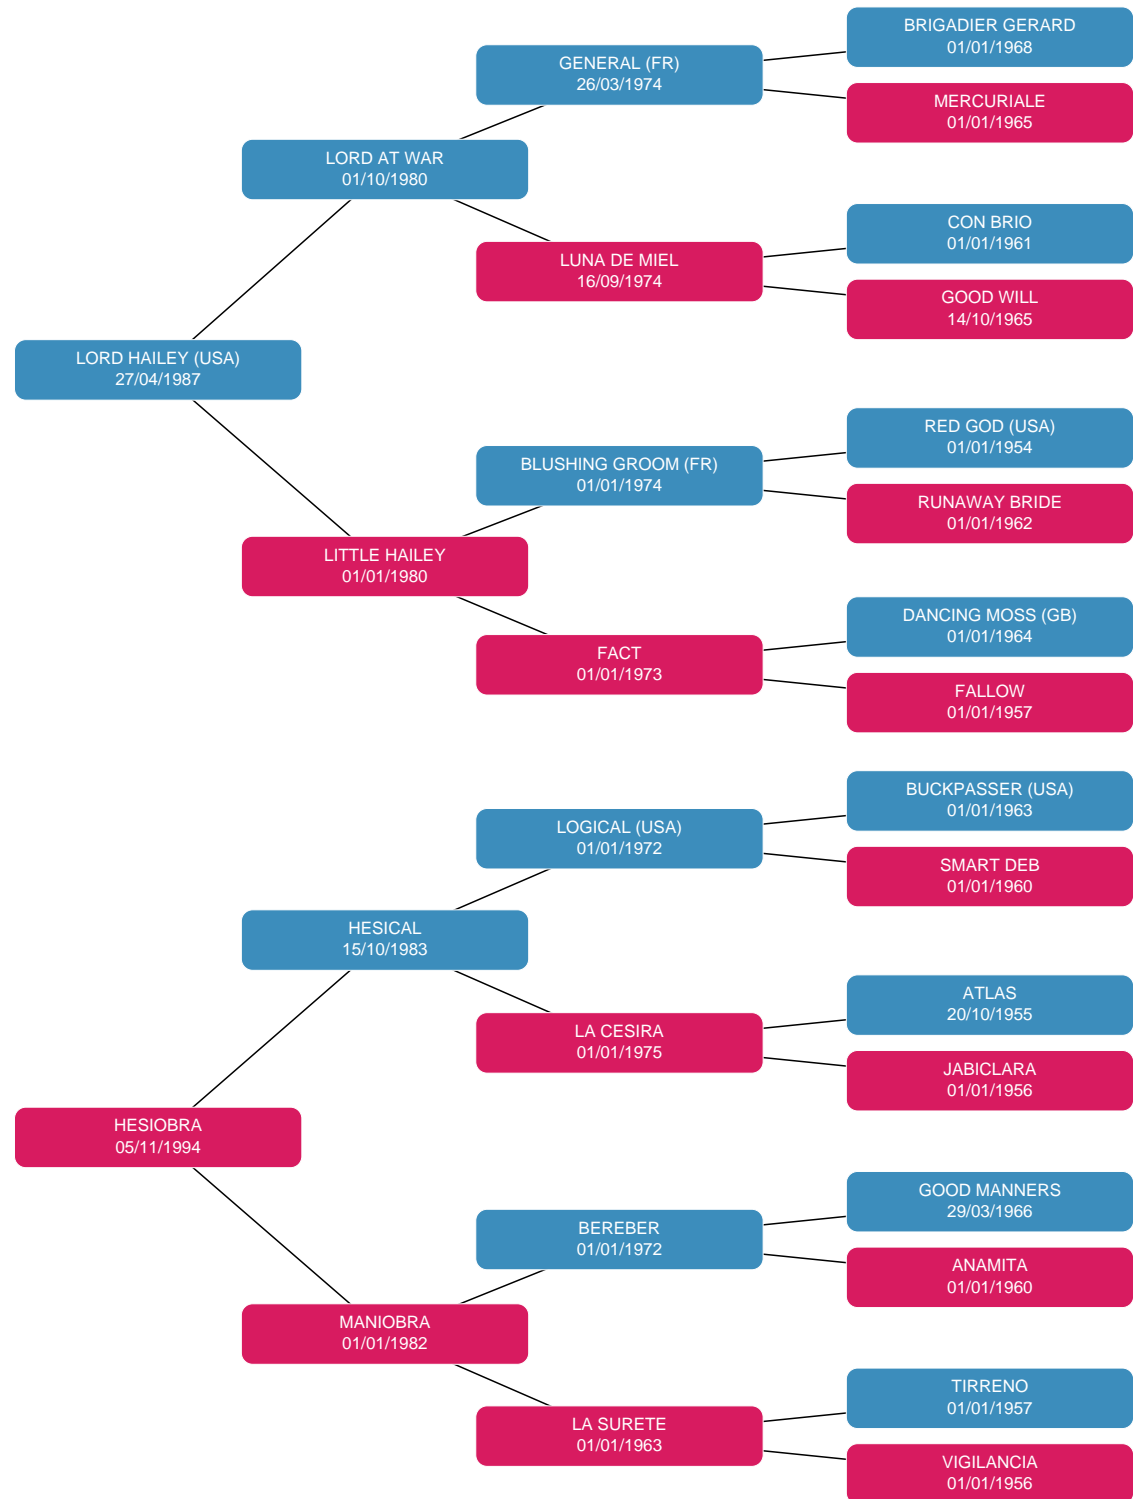 BRIGADIER GERARD
01/01/1968
GENERAL (FR)
26/03/1974
MERCURIALE
01/01/1965
LORD AT WAR
01/10/1980
CON BRIO
01/01/1961
LUNA DE MIEL
16/09/1974
GOOD WILL
14/10/1965
LORD HAILEY (USA)
27/04/1987
RED GOD (USA)
01/01/1954
BLUSHING GROOM (FR)
01/01/1974
RUNAWAY BRIDE
01/01/1962
LITTLE HAILEY
01/01/1980
DANCING MOSS (GB)
01/01/1964
FACT
01/01/1973
FALLOW
01/01/1957
BUCKPASSER (USA)
01/01/1963
LOGICAL (USA)
01/01/1972
SMART DEB
01/01/1960
HESICAL
15/10/1983
ATLAS
20/10/1955
LA CESIRA
01/01/1975
JABICLARA
01/01/1956
HESIOBRA
05/11/1994
GOOD MANNERS
29/03/1966
BEREBER
01/01/1972
ANAMITA
01/01/1960
MANIOBRA
01/01/1982
TIRRENO
01/01/1957
LA SURETE
01/01/1963
VIGILANCIA
01/01/1956